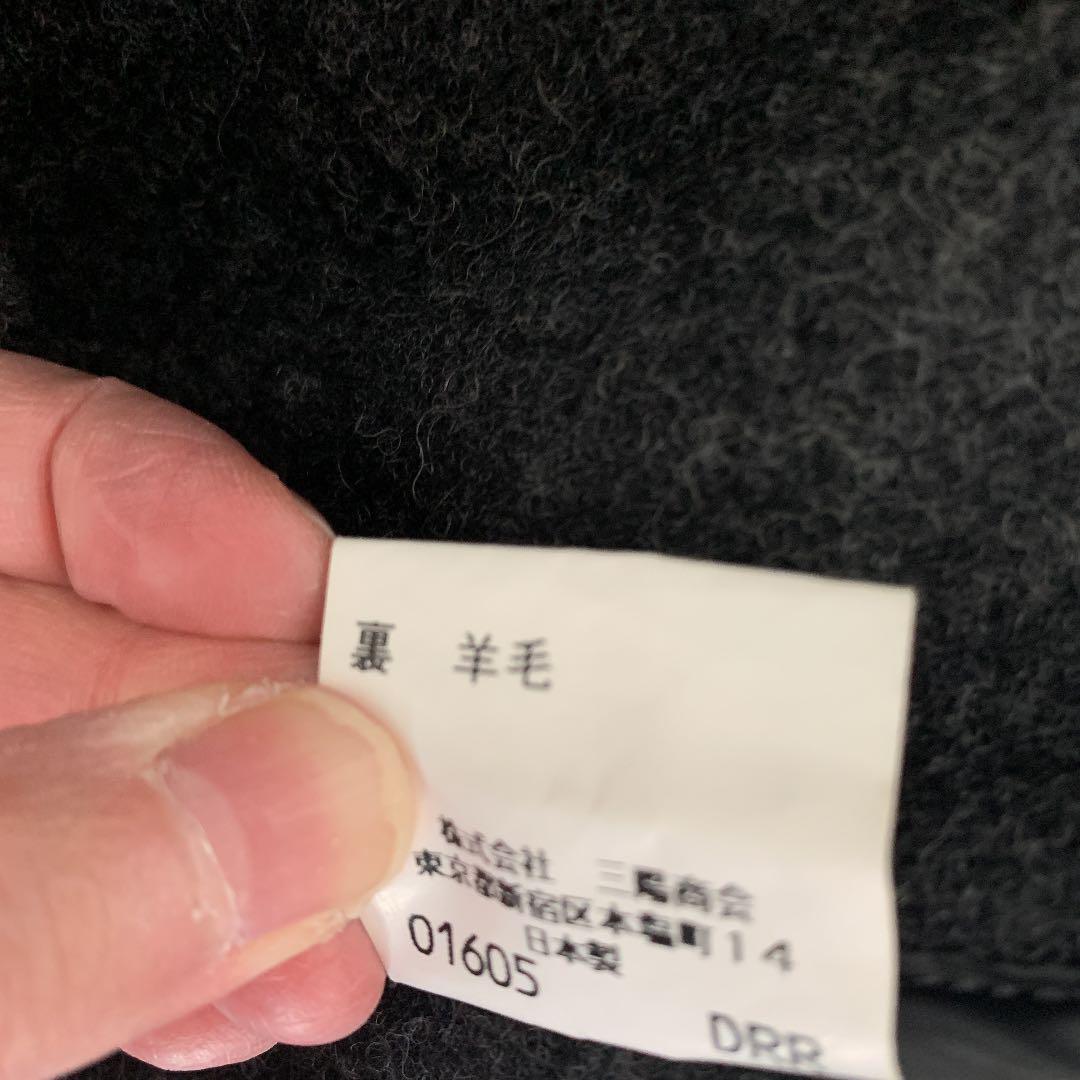 裏 羊毛
株式会社 三陽商会
東京都新宿区本塩町14
日本製
01605
DRR